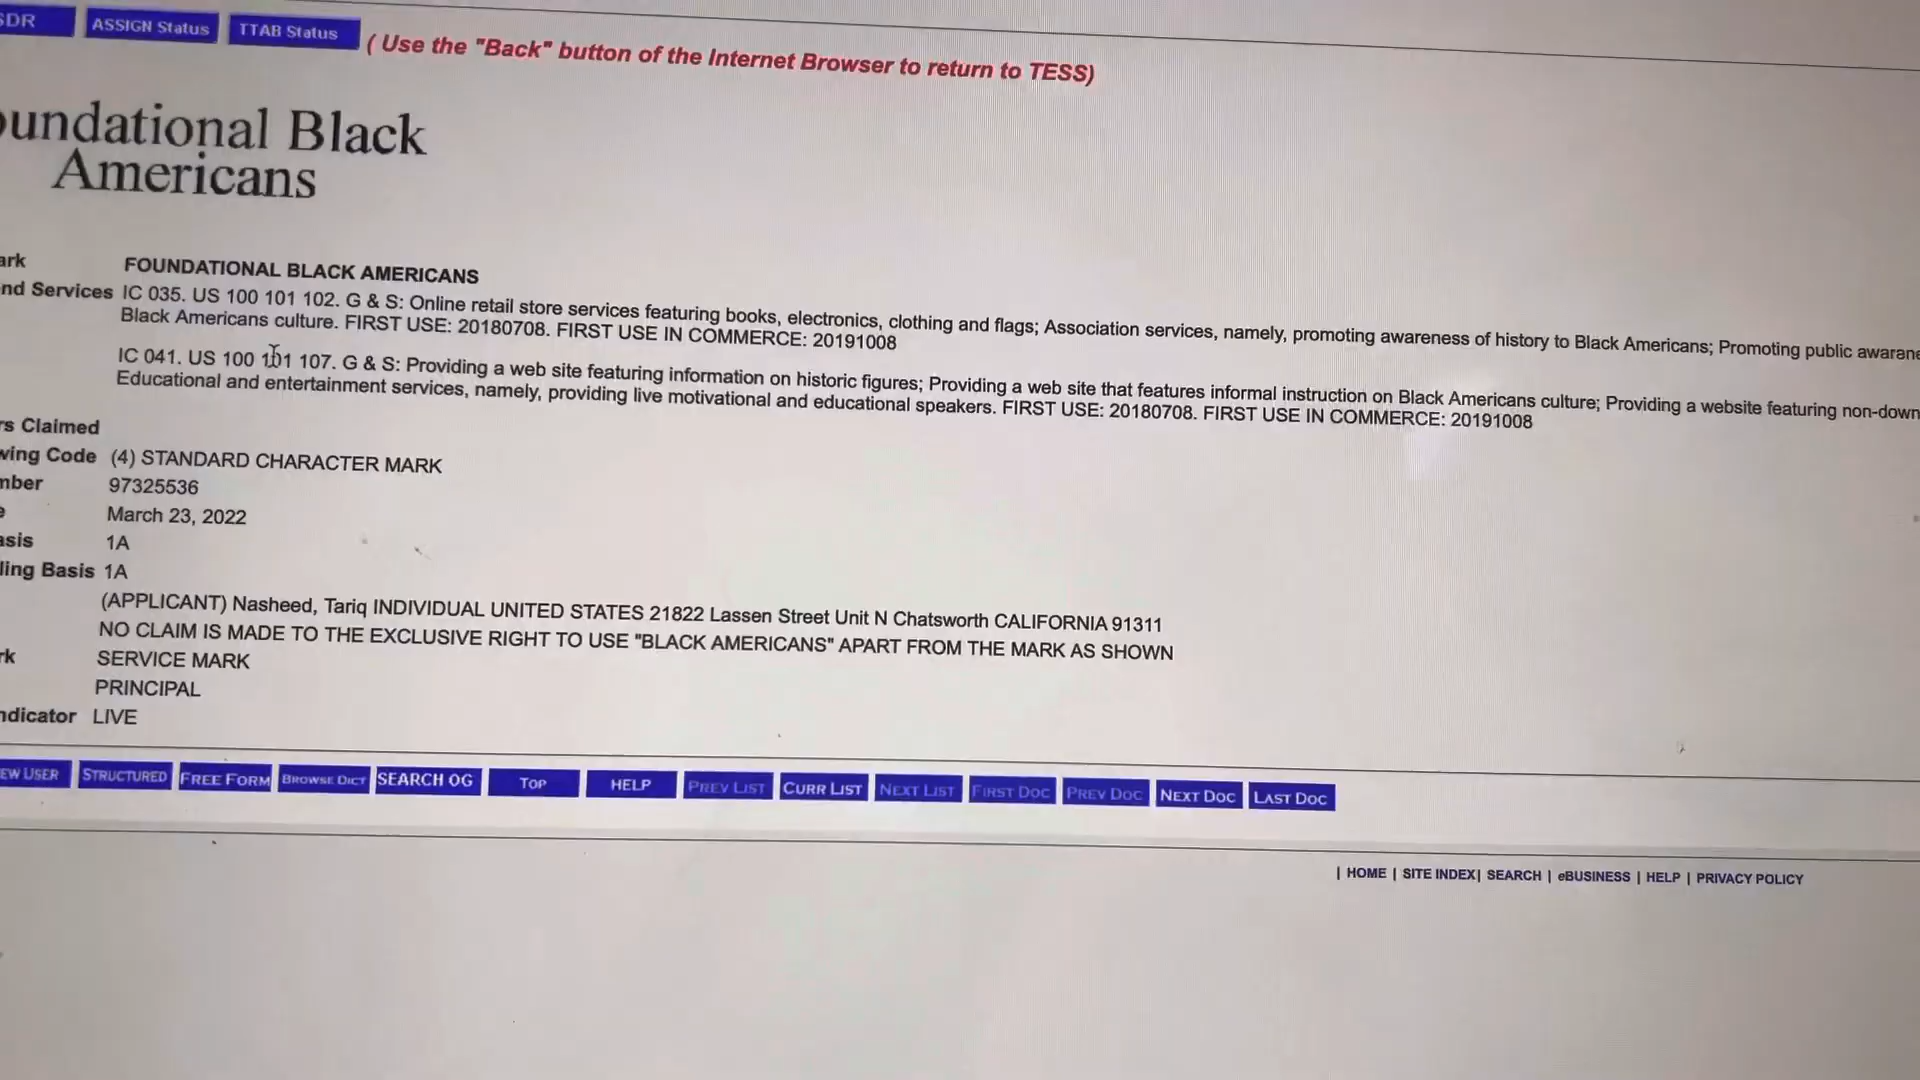 SDR ASSIGN Status TTAB Status ( Use the "Back" button of the Internet Browser to return to TESS)
oundational Black
Americans
ark FOUNDATIONAL BLACK AMERICANS
nd Services IC 035. US 100 101 102. G & S: Online retail store services featuring books, electronics, clothing and flags; Association services, namely, promoting awareness of history to Black Americans; Promoting public awarane
Black Americans culture. FIRST USE: 20180708. FIRST USE IN COMMERCE: 20191008
IC 041. US 100 101 107. G & S: Providing a web site featuring information on historic figures; Providing a web site that features informal instruction on Black Americans culture; Providing a website featuring non-down
Educational and entertainment services, namely, providing live motivational and educational speakers. FIRST USE: 20180708. FIRST USE IN COMMERCE: 20191008
rs Claimed
wing Code (4) STANDARD CHARACTER MARK
mber 97325536
e March 23, 2022
asis 1A
ling Basis 1A
(APPLICANT) Nasheed, Tariq INDIVIDUAL UNITED STATES 21822 Lassen Street Unit N Chatsworth CALIFORNIA 91311
NO CLAIM IS MADE TO THE EXCLUSIVE RIGHT TO USE "BLACK AMERICANS" APART FROM THE MARK AS SHOWN
rk SERVICE MARK
PRINCIPAL
ndicator LIVE
EW USER STRUCTURED FREE FORM BROWSE DICT SEARCH OG TOP HELP PREV LIST CURR LIST NEXT LIST FIRST DOC PREV DOC NEXT DOC LAST DOC
| HOME | SITE INDEX| SEARCH | eBUSINESS | HELP | PRIVACY POLICY